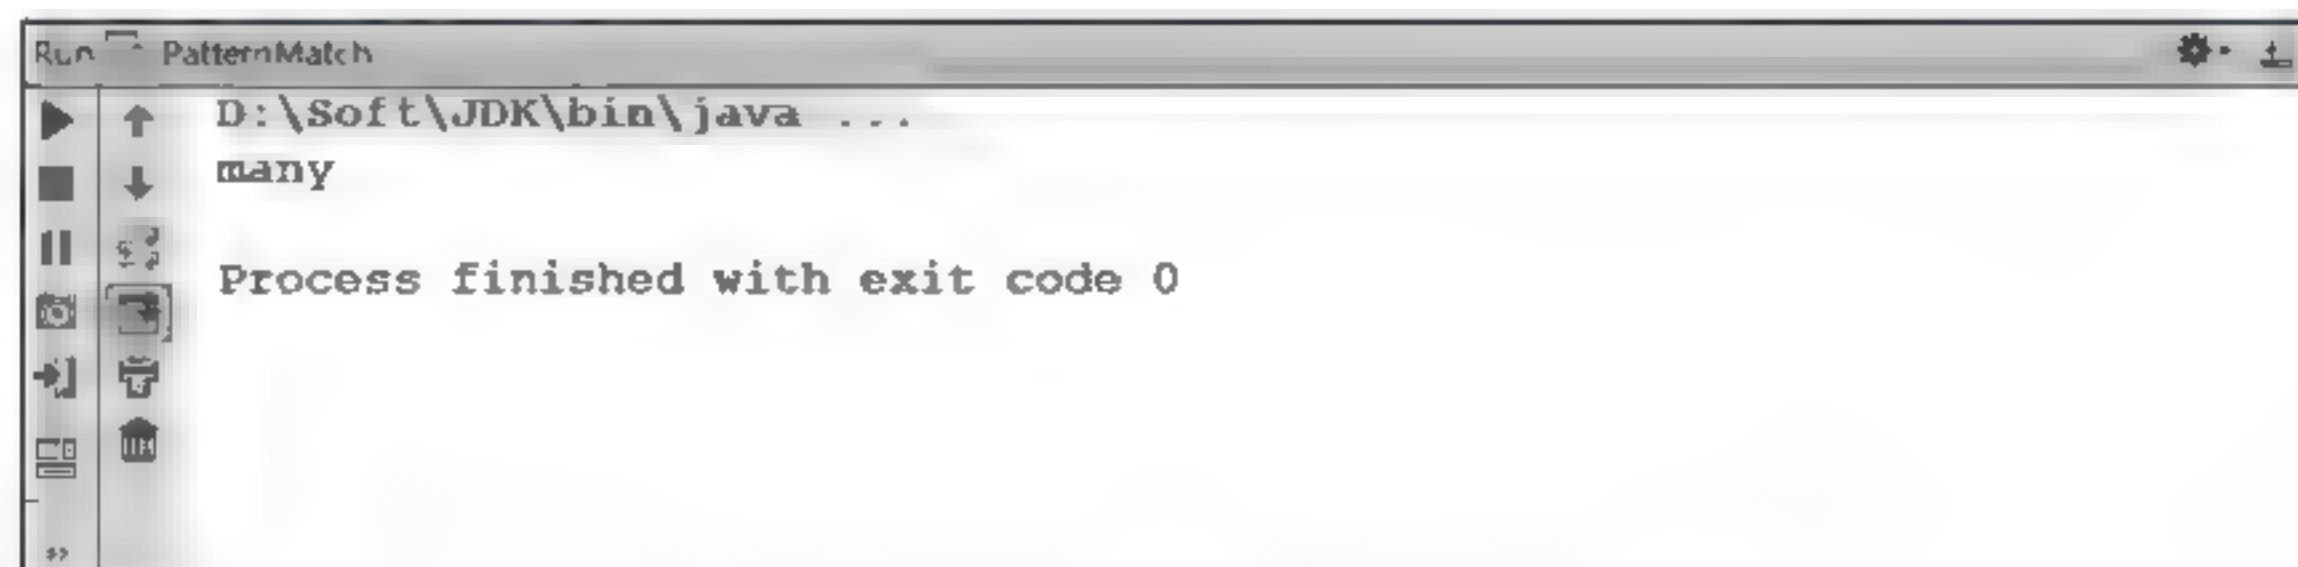 Run PatternMatch
D:\Soft\JDK\bin\java ...
many
Process finished with exit code 0